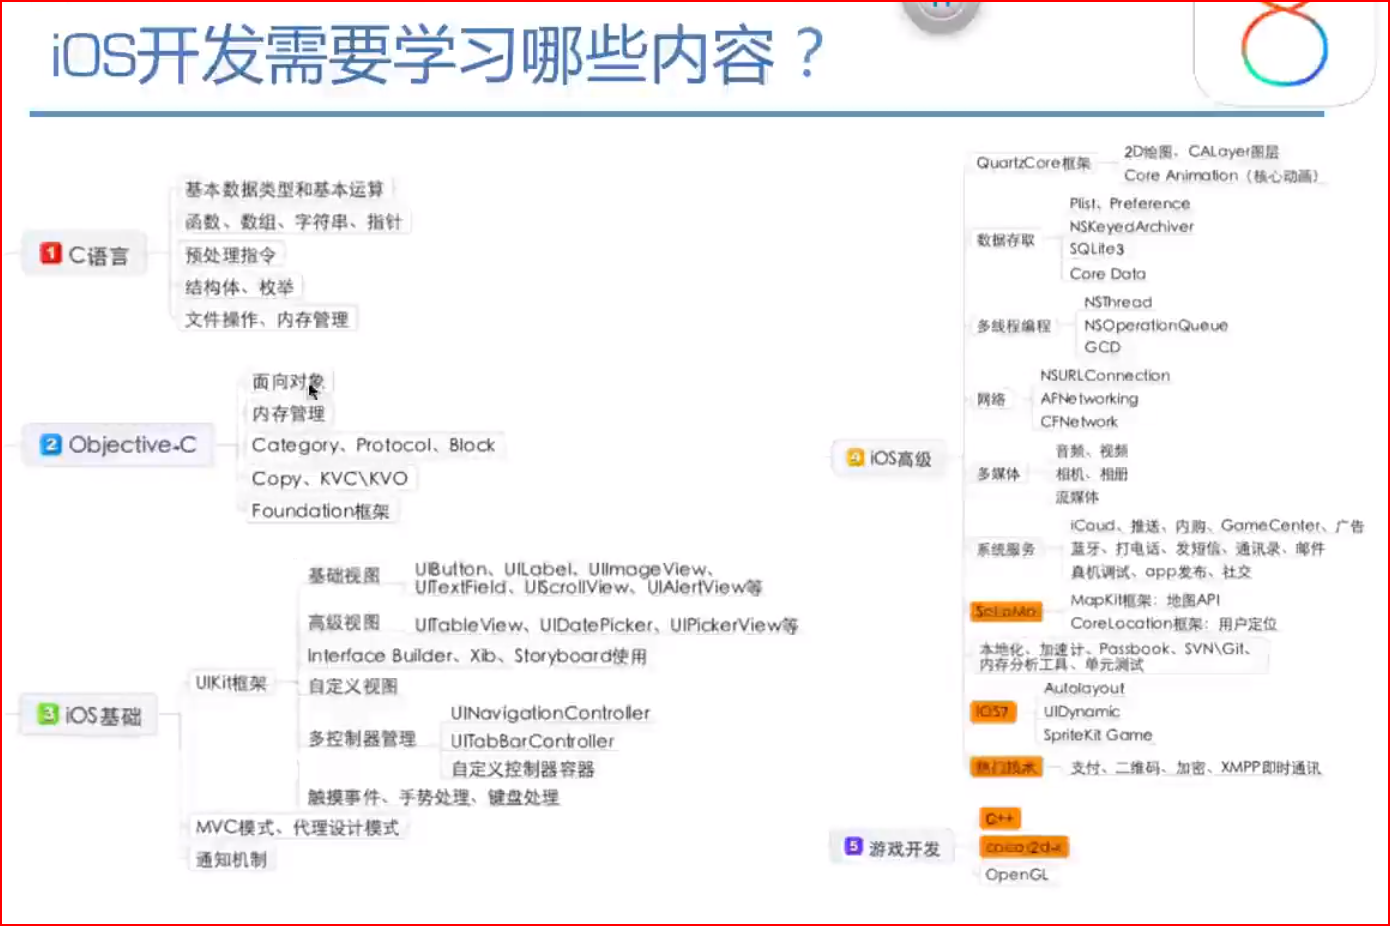 iOS开发需要学习哪些内容？
8
1 C语言
基本数据类型和基本运算
函数、数组、字符串、指针
预处理指令
结构体、枚举
文件操作、内存管理
2 Objective-C
面向对象
内存管理
Category、Protocol、Block
Copy、KVC\KVO
Foundation框架
3 iOS基础
UIKit框架
基础视图
UIButton、UILabel、UIImageView、
UITextField、UIScrollView、UIAlertView等
高级视图
UITableView、UIDatePicker、UIPickerView等
Interface Builder、Xib、Storyboard使用
自定义视图
多控制器管理
UINavigationController
UITabBarController
自定义控制器容器
触摸事件、手势处理、键盘处理
MVC模式、代理设计模式
通知机制
4 iOS高级
QuartzCore框架
2D绘图、CALayer图层
Core Animation（核心动画）
数据存取
Plist、Preference
NSKeyedArchiver
SQLite3
Core Data
多线程编程
NSThread
NSOperationQueue
GCD
网络
NSURLConnection
AFNetworking
CFNetwork
多媒体
音频、视频
相机、相册
流媒体
系统服务
iCaud、推送、内购、GameCenter、广告
蓝牙、打电话、发短信、通讯录、邮件
真机调试、app发布、社交
SoLoMo
MapKit框架：地图API
CoreLocation框架：用户定位
本地化、加速计、Passbook、SVN\Git、
内存分析工具、单元测试
iOS7
Autolayout
UIDynamic
SpriteKit Game
热门技术
支付、二维码、加密、XMPP即时通讯
5 游戏开发
C++
cocos2d-x
OpenGL